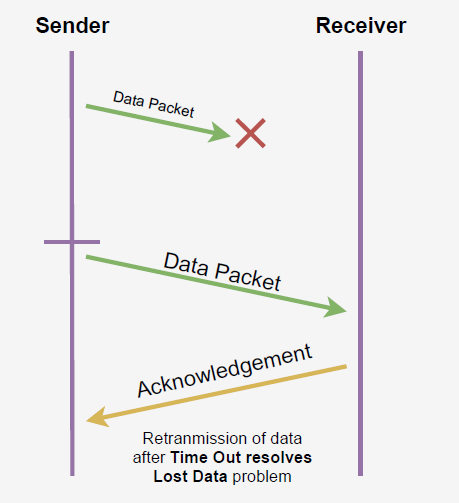 Sender
Receiver
Data Packet
Data Packet
Acknowledgement
Retranmission of data
after Time Out resolves
Lost Data problem